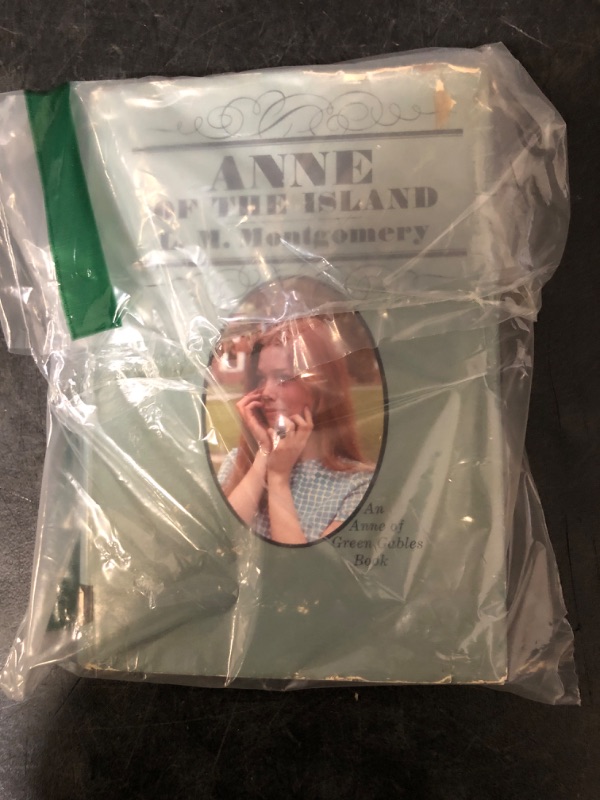 ANNE
OF THE ISLAND
L. M. Montgomery
An
Anne of
Green Gables
Book